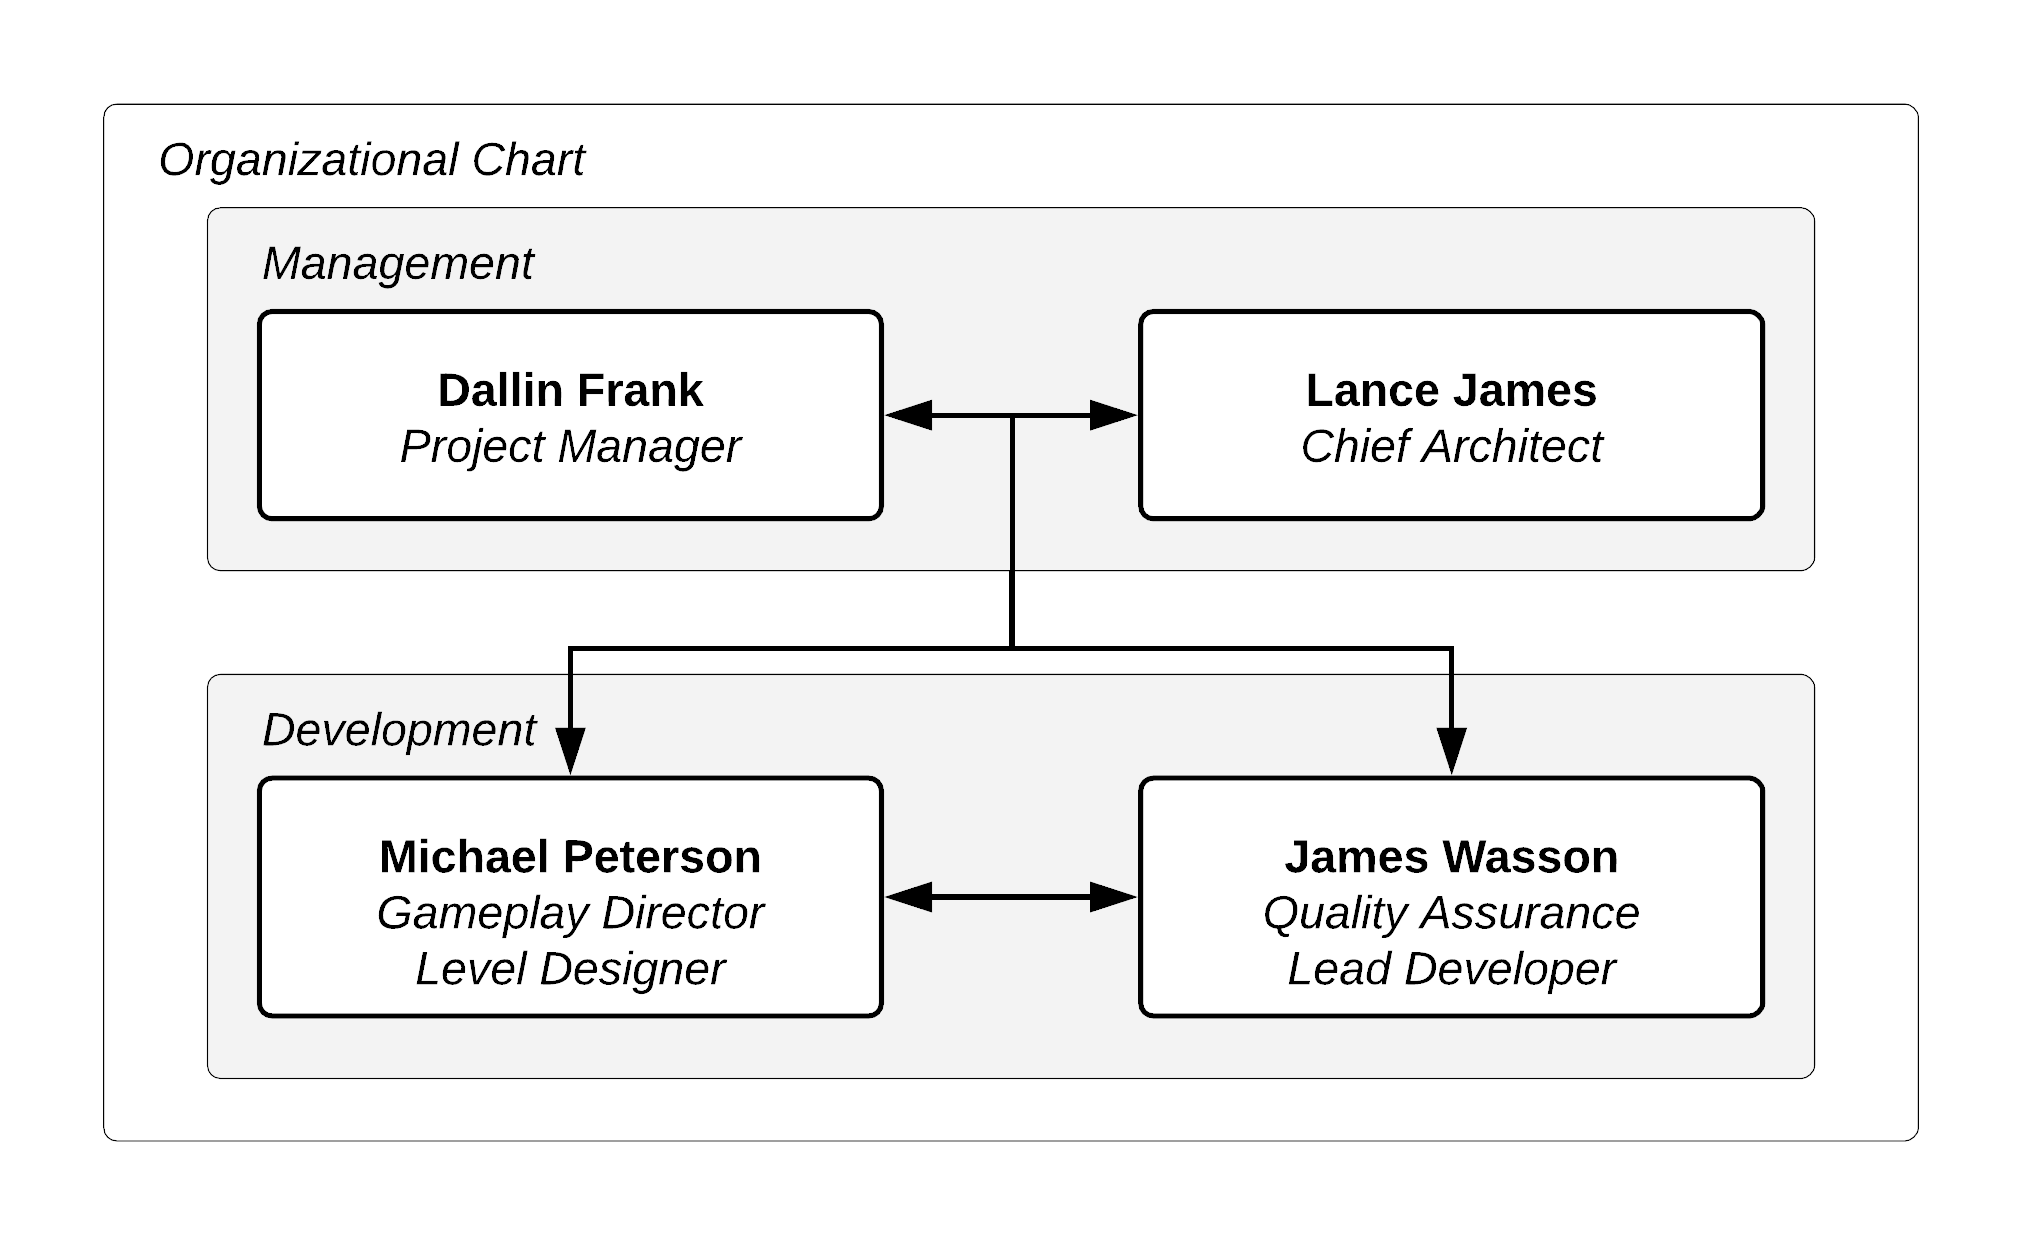 Organizational Chart
Management
Dallin Frank
Project Manager
Lance James
Chief Architect
Development
Michael Peterson
Gameplay Director
Level Designer
James Wasson
Quality Assurance
Lead Developer